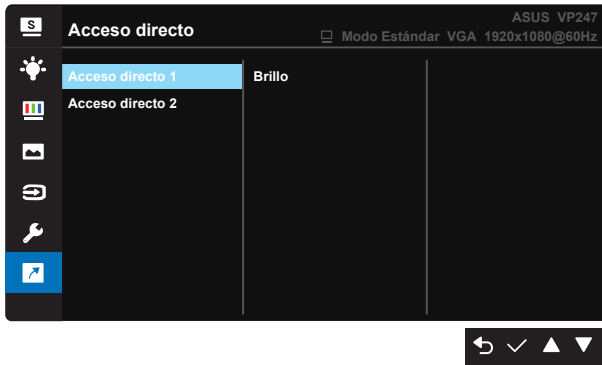 S
Acceso directo
ASUS VP247
Modo Estándar VGA 1920x1080@60Hz
Acceso directo 1
Brillo
Acceso directo 2